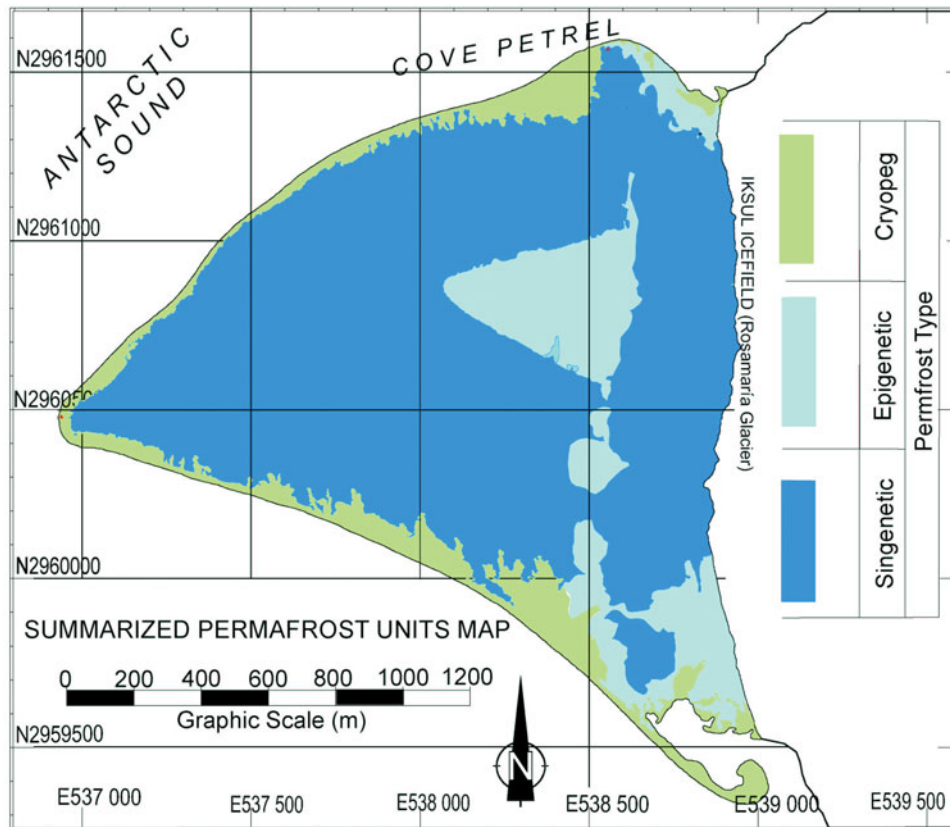 COVE PETREL
ANTARCTIC
SOUND
N2961500
N2961000
N296050
N2960000
N2959500
IKSUL ICEFIELD (Rosamaría Glacier)
Cryopeg
Epigenetic
Singenetic
Permfrost Type
SUMMARIZED PERMAFROST UNITS MAP
0 200 400 600 800 1000 1200
Graphic Scale (m)
N
E537 000
E537 500
E538 000
E538 500
E539 000
E539 500